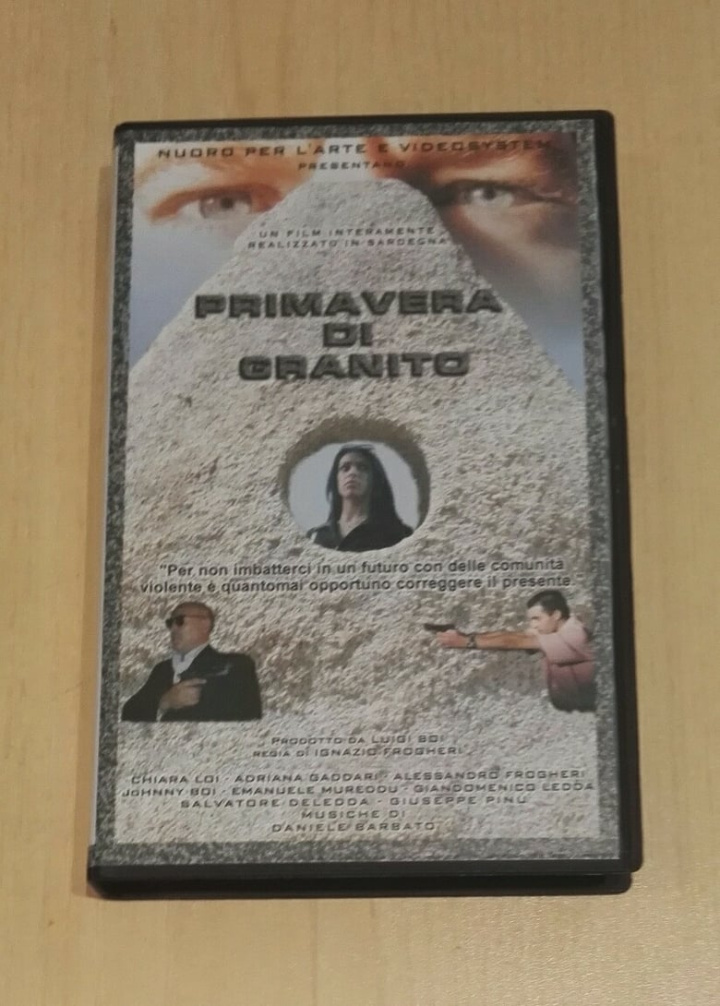 NUORO PER L'ARTE E VIDEOSYSTEM
PRESENTANO
UN FILM INTERAMENTE
REALIZZATO IN SARDEGNA
PRIMAVERA
DI
GRANITO
"Per non imbatterci in un futuro con delle comunità
violente è quantomai opportuno correggere il presente
PRODOTTO DA LUIGI BOI
REGIA DI IGNAZIO FROGHERI
CHIARA LOI - ADRIANA GADDARI - ALESSANDRO FROGHERI
JOHNNY BOI - EMANUELE MUREDDU - GIANDOMENICO LEDDA
SALVATORE DELEDDA - GIUSEPPE PINU
MUSICHE DI
DANIELE BARBATO